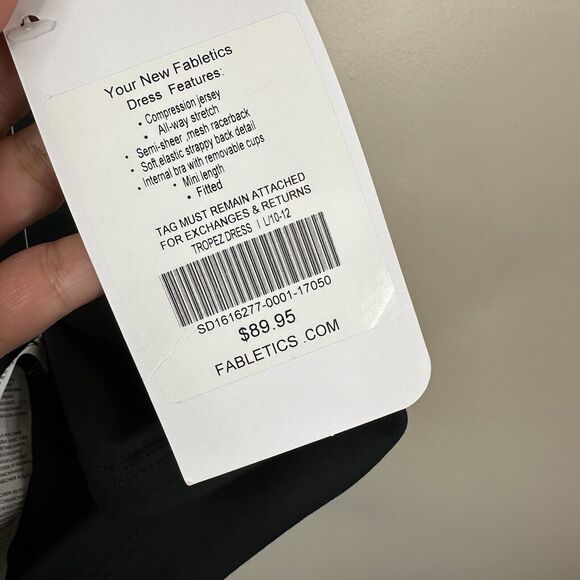 Your New Fabletics
Dress Features:
• Compression jersey
• All-way stretch
• Semi-sheer ,mesh racerback
• Soft.elastic strappy back detail
• Internal bra with removable cups
• Mini length
• Fitted
TAG MUST REMAIN ATTACHED
FOR EXCHANGES & RETURNS
TROPEZ DRESS I L/10-12
SD1616277-0001-17050
$89.95
FABLETICS .COM